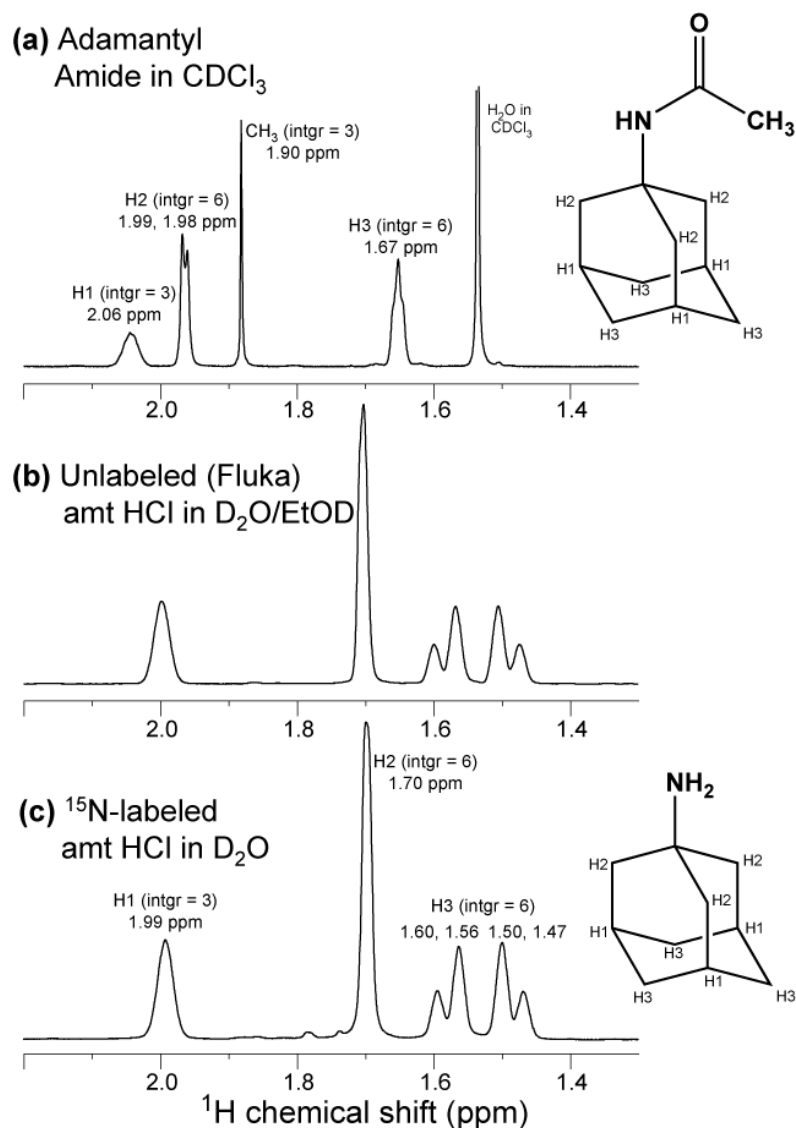 (a) Adamantyl
Amide in CDCl₃
H1 (intgr = 3)
2.06 ppm
H2 (intgr = 6)
1.99, 1.98 ppm
CH₃ (intgr = 3)
1.90 ppm
H3 (intgr = 6)
1.67 ppm
H₂O in
CDCl₃
O
HN
CH₃
H2
H2
H2
H1
H1
H3
H1
H3
H3
2.0 1.8 1.6 1.4
(b) Unlabeled (Fluka)
amt HCl in D₂O/EtOD
2.0 1.8 1.6 1.4
(c) ¹⁵N-labeled
amt HCl in D₂O
H1 (intgr = 3)
1.99 ppm
H2 (intgr = 6)
1.70 ppm
H3 (intgr = 6)
1.60, 1.56 1.50, 1.47
NH₂
H2
H2
H2
H1
H1
H3
H1
H3
H3
2.0 1.8 1.6 1.4
¹H chemical shift (ppm)